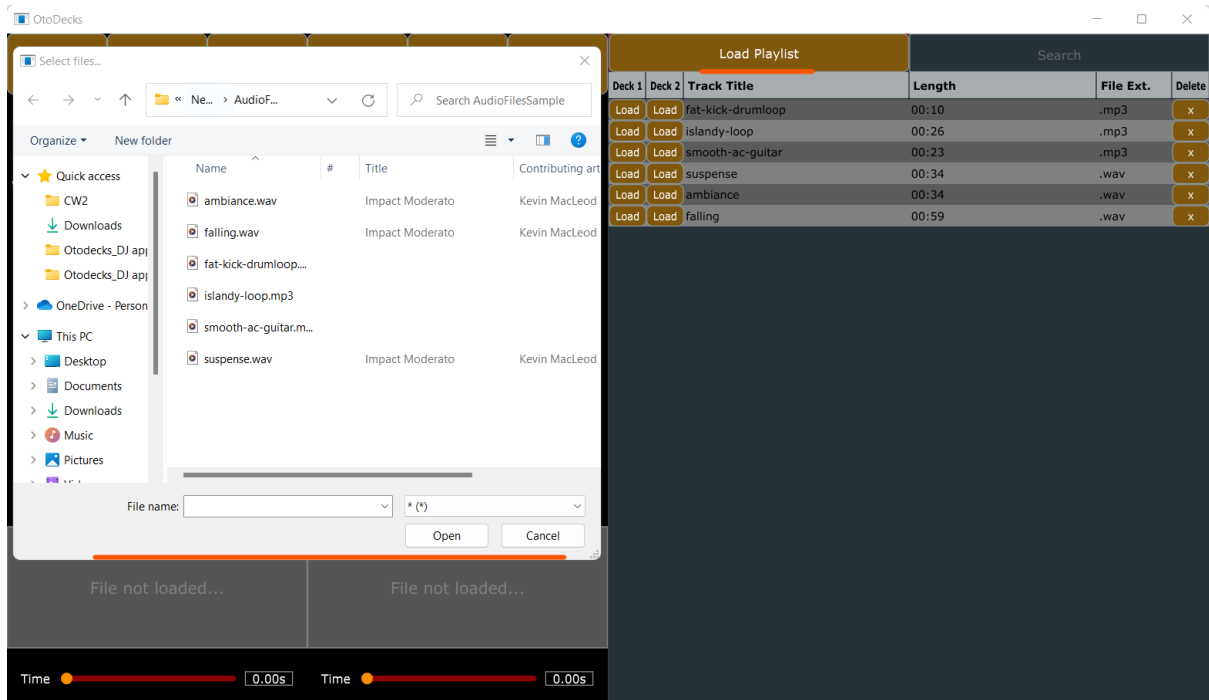 OtoDecks
Select files...
« Ne... > AudioF...
Search AudioFilesSample
Organize
New folder
Name # Title Contributing art
Quick access
CW2
Downloads
Otodecks_DJ app
Otodecks_DJ app
OneDrive - Person
This PC
Desktop
Documents
Downloads
Music
Pictures
ambiance.wav Impact Moderato Kevin MacLeod
falling.wav Impact Moderato Kevin MacLeod
fat-kick-drumloop....
islandy-loop.mp3
smooth-ac-guitar.m...
suspense.wav Impact Moderato Kevin MacLeod
File name:
* (*)
Open Cancel
File not loaded... File not loaded...
Time 0.00s Time 0.00s
Load Playlist Search
Deck 1 Deck 2 Track Title Length File Ext. Delete
Load Load fat-kick-drumloop 00:10 .mp3 x
Load Load islandy-loop 00:26 .mp3 x
Load Load smooth-ac-guitar 00:23 .mp3 x
Load Load suspense 00:34 .wav x
Load Load ambiance 00:34 .wav x
Load Load falling 00:59 .wav x